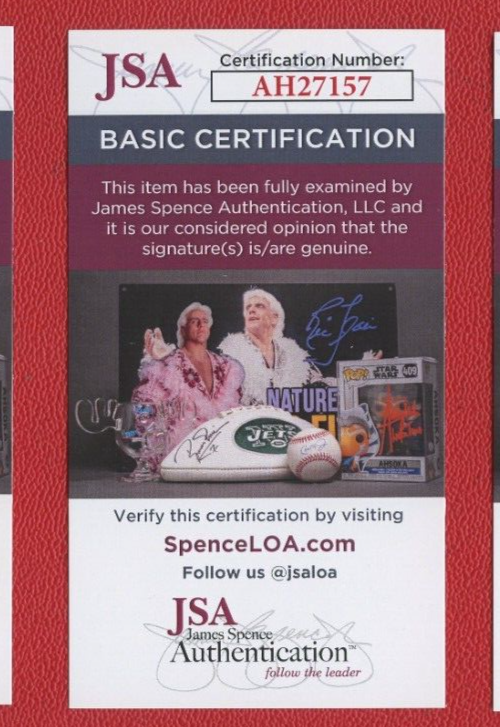 JSA
Certification Number:
AH27157
BASIC CERTIFICATION
This item has been fully examined by
James Spence Authentication, LLC and
it is our considered opinion that the
signature(s) is/are genuine.
NATURE
JETS
POP!
STAR
WARS
409
AHSOKA
Verify this certification by visiting
SpenceLOA.com
Follow us @jsaloa
JSA
James Spence
Authentication™
follow the leader